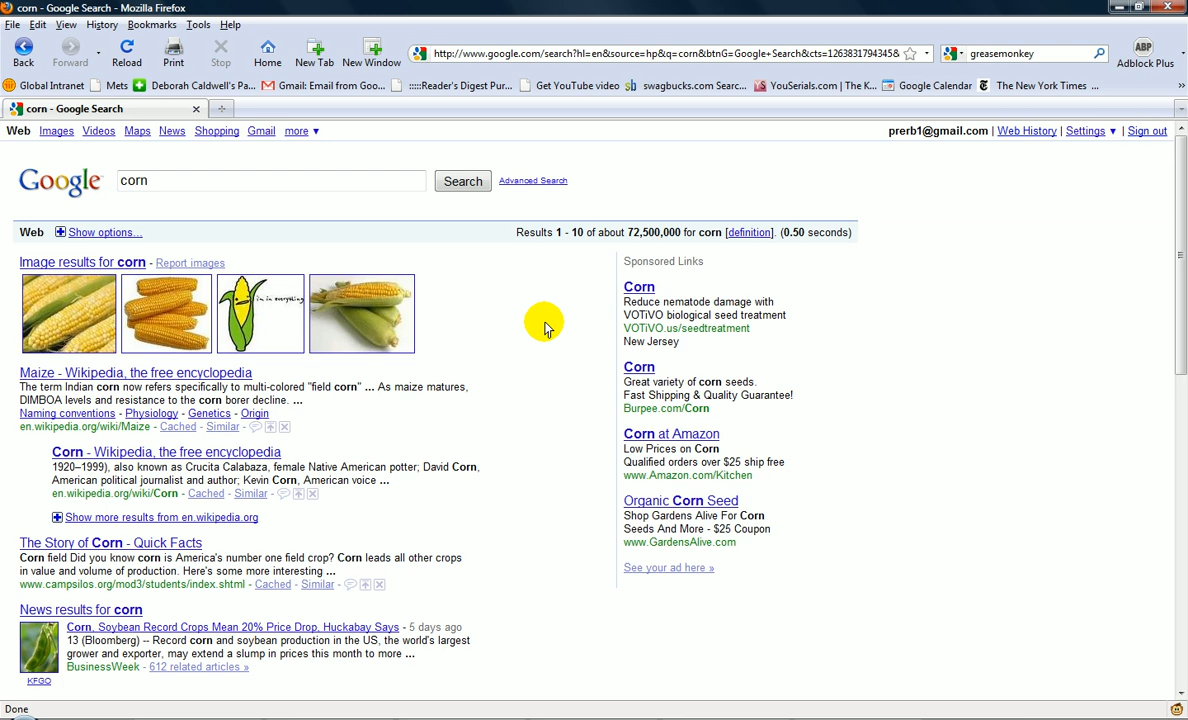 corn - Google Search - Mozilla Firefox
File Edit View History Bookmarks Tools Help
Back Forward Reload Print Stop Home New Tab New Window http://www.google.com/search?hl=en&source=hp&q=corn&btnG=Google+Search&cts=1263831794345& greasemonkey ABP Adblock Plus
Global Intranet Mets Deborah Caldwell's Pa... Gmail: Email from Goo... :::::Reader's Digest Pur... Get YouTube video sb swagbucks.com Searc... YS YouSerials.com | The K... Google Calendar The New York Times ... »
corn - Google Search
Web Images Videos Maps News Shopping Gmail more ▼ prerb1@gmail.com | Web History | Settings ▼ | Sign out
Google corn Search Advanced Search
Web Show options... Results 1 - 10 of about 72,500,000 for corn [definition]. (0.50 seconds)
Image results for corn - Report images
i'm in everything
Maize - Wikipedia, the free encyclopedia
The term Indian corn now refers specifically to multi-colored "field corn" ... As maize matures,
DIMBOA levels and resistance to the corn borer decline. ...
Naming conventions - Physiology - Genetics - Origin
en.wikipedia.org/wiki/Maize - Cached - Similar -
Corn - Wikipedia, the free encyclopedia
1920–1999), also known as Crucita Calabaza, female Native American potter; David Corn,
American political journalist and author; Kevin Corn, American voice ...
en.wikipedia.org/wiki/Corn - Cached - Similar -
Show more results from en.wikipedia.org
The Story of Corn - Quick Facts
Corn field Did you know corn is America's number one field crop? Corn leads all other crops
in value and volume of production. Here's some more interesting ...
www.campsilos.org/mod3/students/index.shtml - Cached - Similar -
News results for corn
Corn, Soybean Record Crops Mean 20% Price Drop, Huckabay Says - 5 days ago
13 (Bloomberg) -- Record corn and soybean production in the US, the world's largest
grower and exporter, may extend a slump in prices this month to more ...
BusinessWeek - 612 related articles »
KFGO
Sponsored Links
Corn
Reduce nematode damage with
VOTiVO biological seed treatment
VOTiVO.us/seedtreatment
New Jersey
Corn
Great variety of corn seeds.
Fast Shipping & Quality Guarantee!
Burpee.com/Corn
Corn at Amazon
Low Prices on Corn
Qualified orders over $25 ship free
www.Amazon.com/Kitchen
Organic Corn Seed
Shop Gardens Alive For Corn
Seeds And More - $25 Coupon
www.GardensAlive.com
See your ad here »
Done